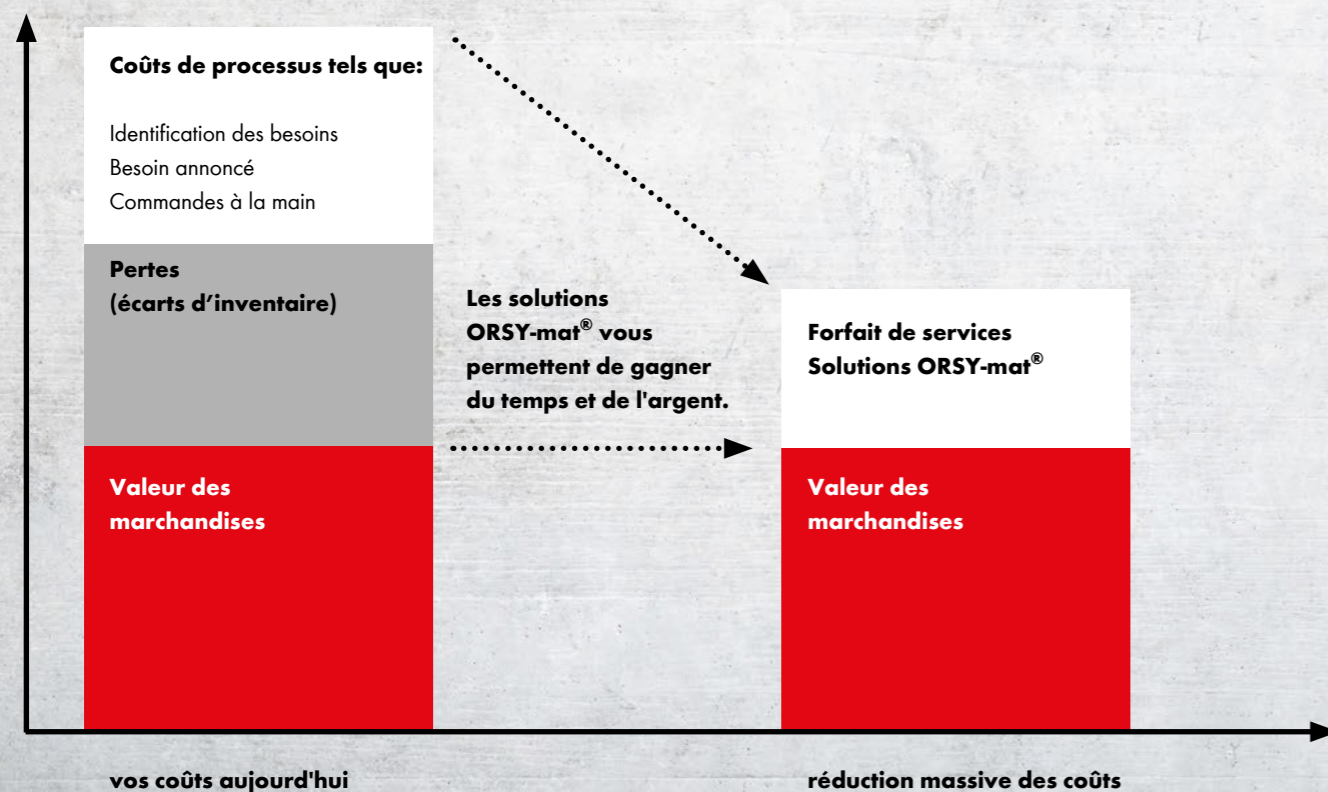 Coûts de processus tels que:
Identification des besoins
Besoin annoncé
Commandes à la main
Pertes
(écarts d’inventaire)
Valeur des
marchandises
Les solutions
ORSY-mat® vous
permettent de gagner
du temps et de l'argent.
Forfait de services
Solutions ORSY-mat®
Valeur des
marchandises
vos coûts aujourd'hui
réduction massive des coûts